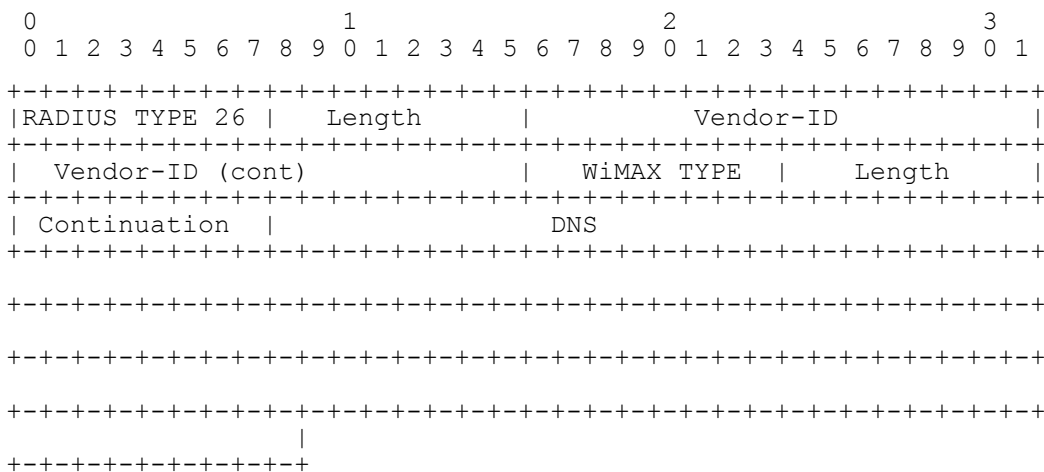 0                   1                   2                   3
 0 1 2 3 4 5 6 7 8 9 0 1 2 3 4 5 6 7 8 9 0 1 2 3 4 5 6 7 8 9 0 1
+-+-+-+-+-+-+-+-+-+-+-+-+-+-+-+-+-+-+-+-+-+-+-+-+-+-+-+-+-+-+-+-+
|RADIUS TYPE 26 |   Length      |          Vendor-ID            |
+-+-+-+-+-+-+-+-+-+-+-+-+-+-+-+-+-+-+-+-+-+-+-+-+-+-+-+-+-+-+-+-+
|  Vendor-ID (cont)             |   WiMAX TYPE  |    Length     |
+-+-+-+-+-+-+-+-+-+-+-+-+-+-+-+-+-+-+-+-+-+-+-+-+-+-+-+-+-+-+-+-+
| Continuation  |                 DNS
+-+-+-+-+-+-+-+-+-+-+-+-+-+-+-+-+-+-+-+-+-+-+-+-+-+-+-+-+-+-+-+-+
+-+-+-+-+-+-+-+-+-+-+-+-+-+-+-+-+-+-+-+-+-+-+-+-+-+-+-+-+-+-+-+-+
+-+-+-+-+-+-+-+-+-+-+-+-+-+-+-+-+-+-+-+-+-+-+-+-+-+-+-+-+-+-+-+-+
+-+-+-+-+-+-+-+-+-+-+-+-+-+-+-+-+-+-+-+-+-+-+-+-+-+-+-+-+-+-+-+-+
                  |
+-+-+-+-+-+-+-+-+-+